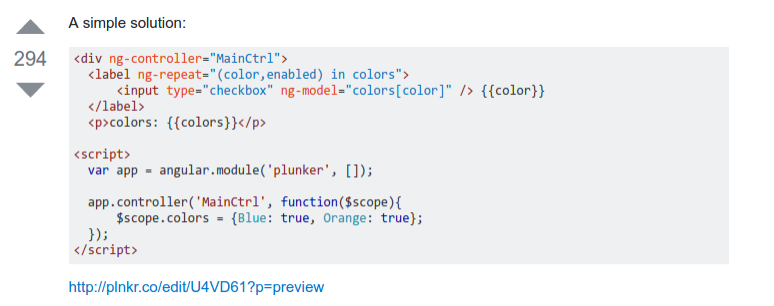 A simple solution:
294
<div ng-controller="MainCtrl">
<label ng-repeat="(color,enabled) in colors">
<input type="checkbox" ng-model="colors[color]" /> {{color}}
</label>
<p>colors: {{colors}}</p>
<script>
var app = angular.module('plunker', []);
app.controller('MainCtrl', function($scope){
$scope.colors = {Blue: true, Orange: true};
});
</script>
http://plnkr.co/edit/U4VD61?p=preview